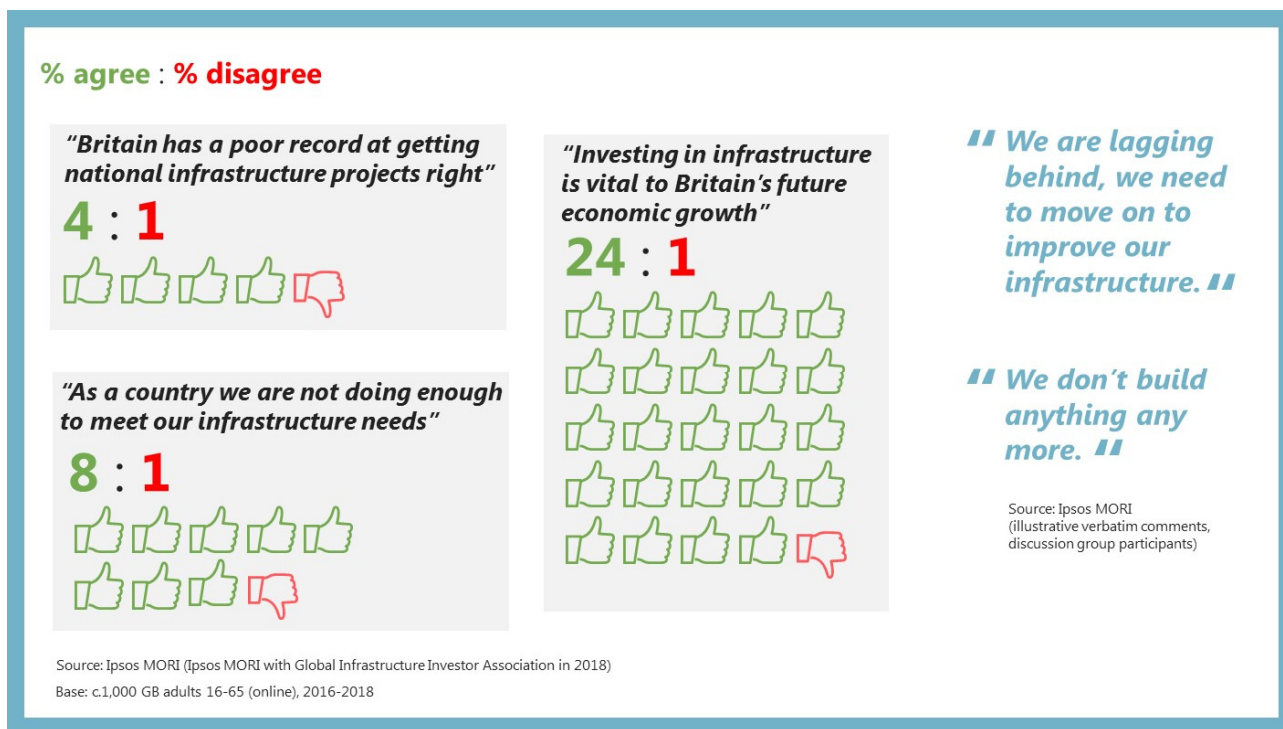 % agree : % disagree
“Britain has a poor record at getting
national infrastructure projects right”
4 : 1
“As a country we are not doing enough
to meet our infrastructure needs”
8 : 1
“Investing in infrastructure
is vital to Britain’s future
economic growth”
24 : 1
" We are lagging
behind, we need
to move on to
improve our
infrastructure. "
" We don’t build
anything any
more. "
Source: Ipsos MORI
(illustrative verbatim comments,
discussion group participants)
Source: Ipsos MORI (Ipsos MORI with Global Infrastructure Investor Association in 2018)
Base: c.1,000 GB adults 16-65 (online), 2016-2018